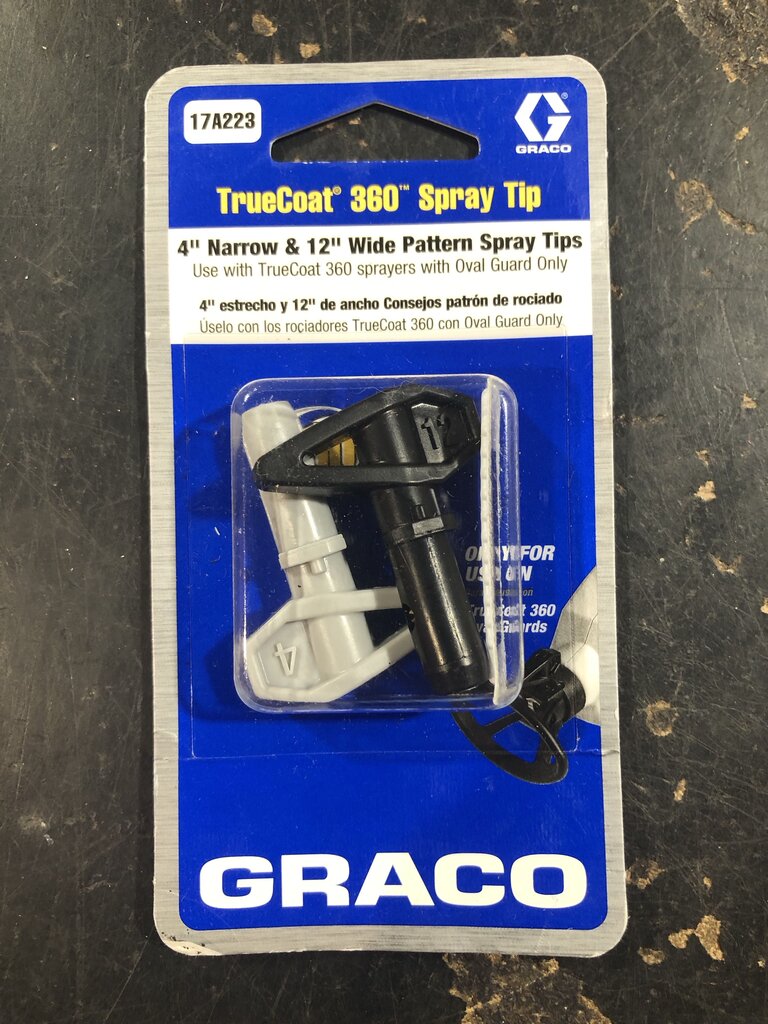 17A223
GRACO
TrueCoat® 360™ Spray Tip
4" Narrow & 12" Wide Pattern Spray Tips
Use with TrueCoat 360 sprayers with Oval Guard Only
4" estrecho y 12" de ancho Consejos patrón de rociado
Úselo con los rociadores TrueCoat 360 con Oval Guard Only
12
4
FOR
360
GRACO